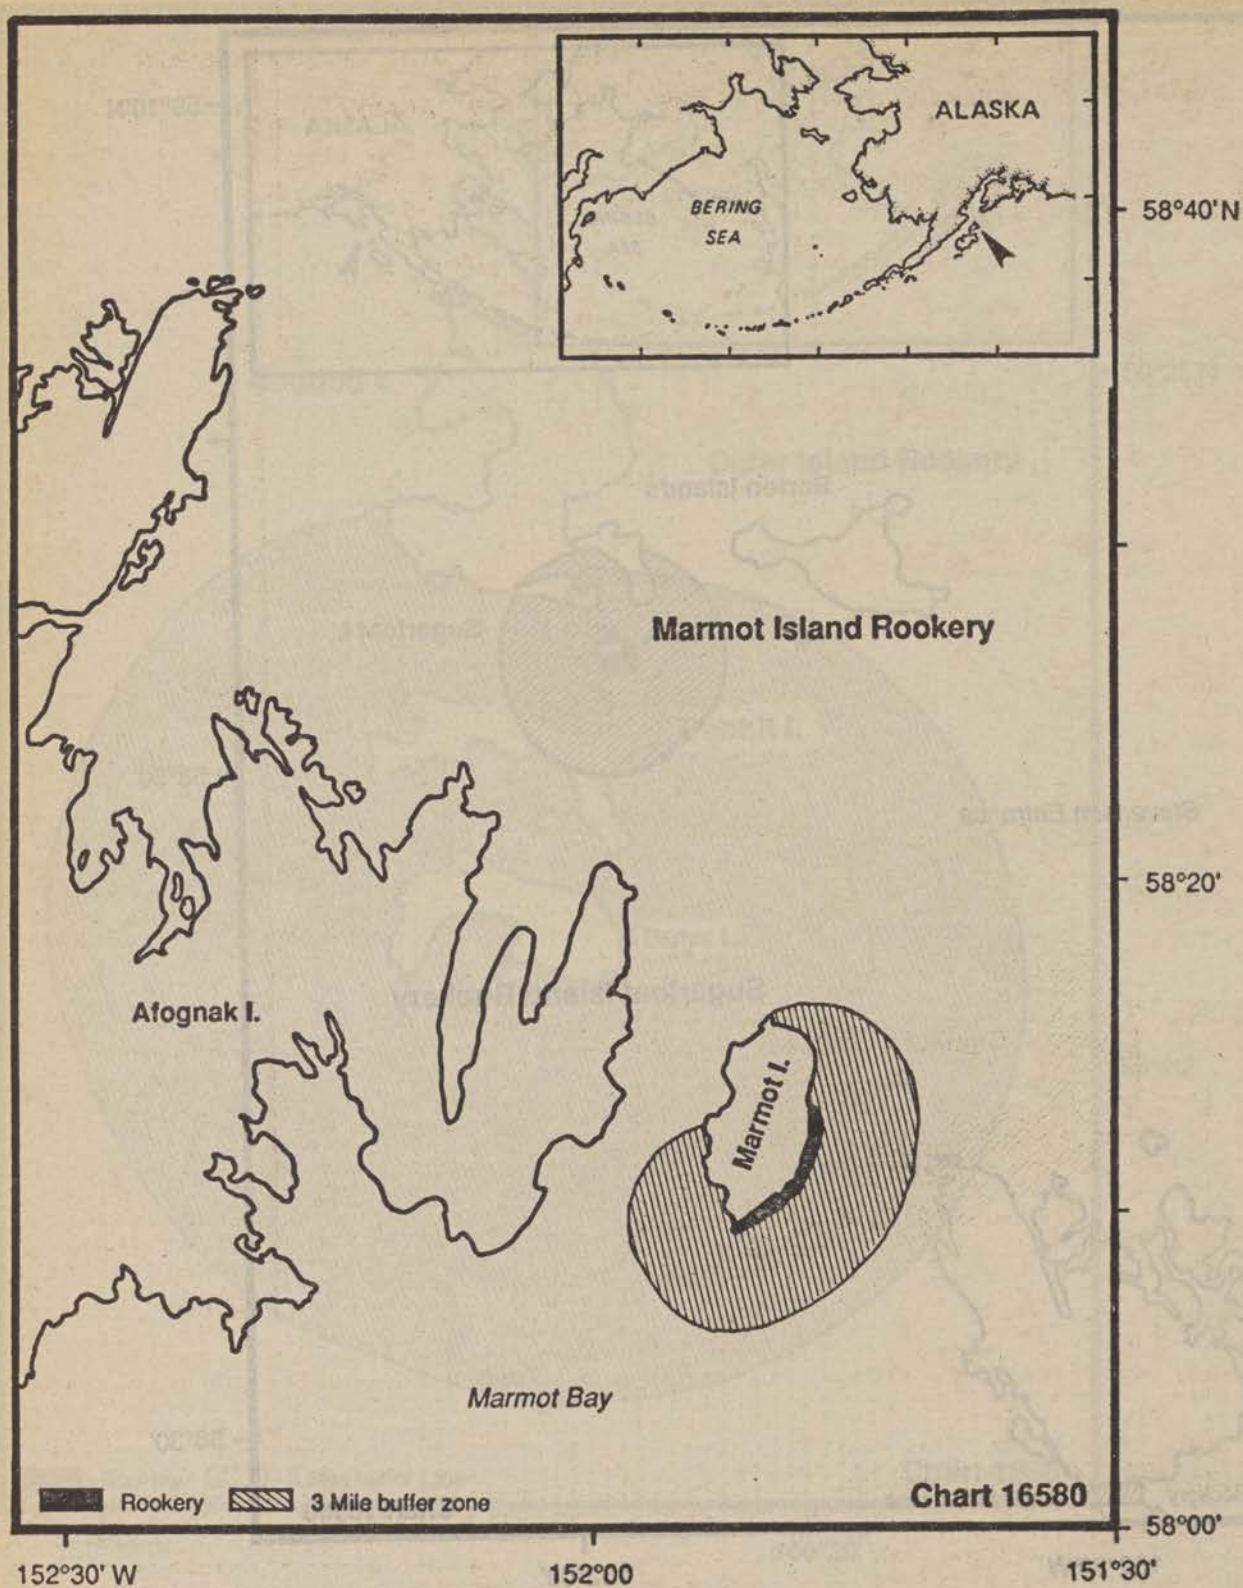 ALASKA
BERING
SEA
58°40'N
Marmot Island Rookery
58°20'
Afognak I.
Marmot I.
Marmot Bay
Rookery
3 Mile buffer zone
Chart 16580
58°00'
152°30' W
152°00
151°30'